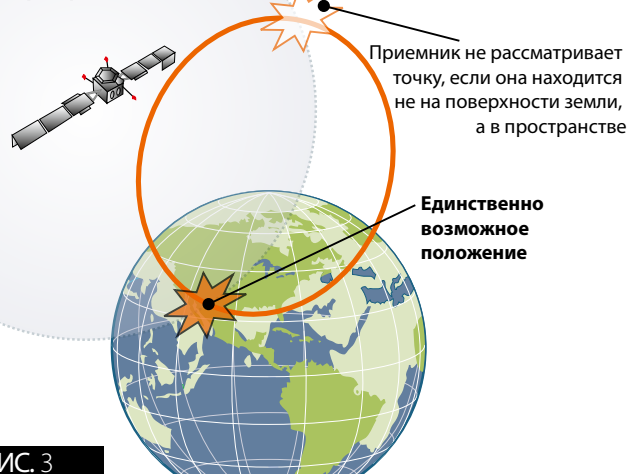 Приемник не рассматривает
точку, если она находится
не на поверхности земли,
а в пространстве
Единственно
возможное
положение
ИС. 3